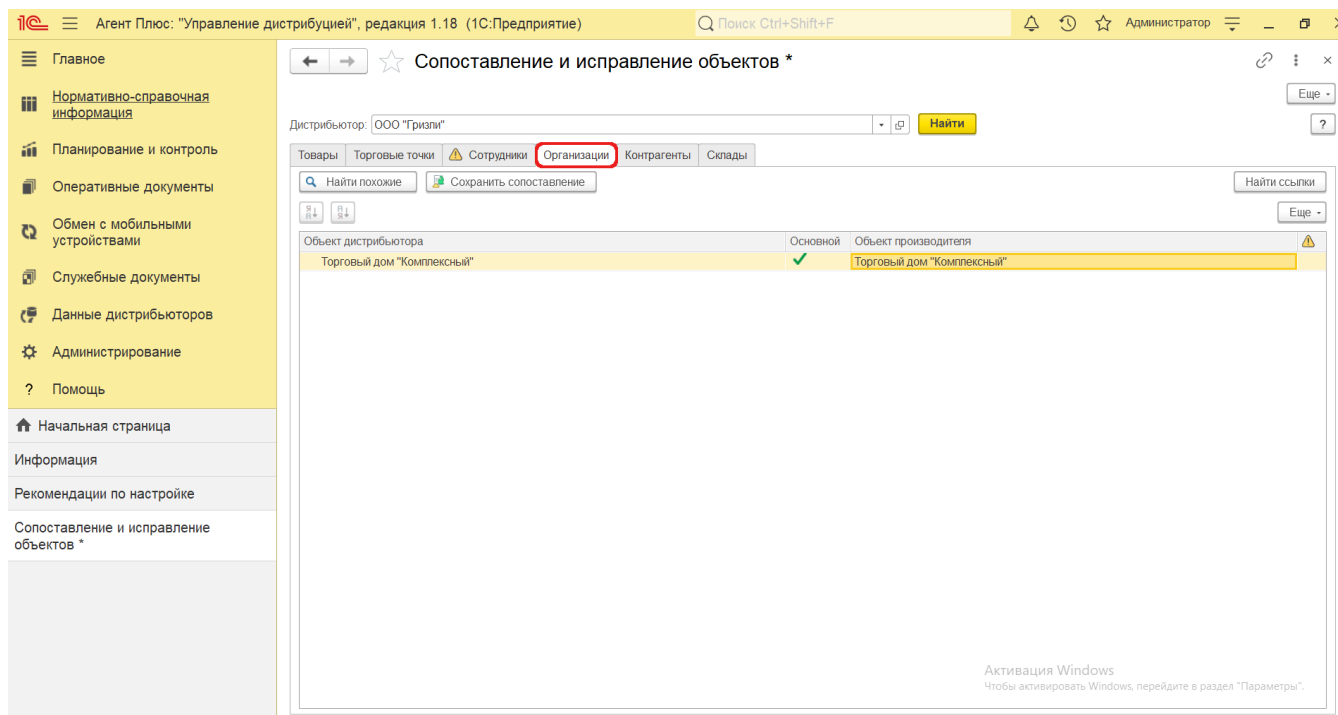 1С Агент Плюс: "Управление дистрибуцией", редакция 1.18 (1С:Предприятие) Поиск Ctrl+Shift+F Администратор
Главное
Нормативно-справочная
информация
Планирование и контроль
Оперативные документы
Обмен с мобильными
устройствами
Служебные документы
Данные дистрибьюторов
Администрирование
? Помощь
Начальная страница
Информация
Рекомендации по настройке
Сопоставление и исправление
объектов *
Сопоставление и исправление объектов *
Еще
Дистрибьютор: ООО "Гризли" Найти ?
Товары Торговые точки Сотрудники Организации Контрагенты Склады
Найти похожие Сохранить сопоставление Найти ссылки
Еще
Объект дистрибьютора Основной Объект производителя
Торговый дом "Комплексный" Торговый дом "Комплексный"
Активация Windows
Чтобы активировать Windows, перейдите в раздел "Параметры".